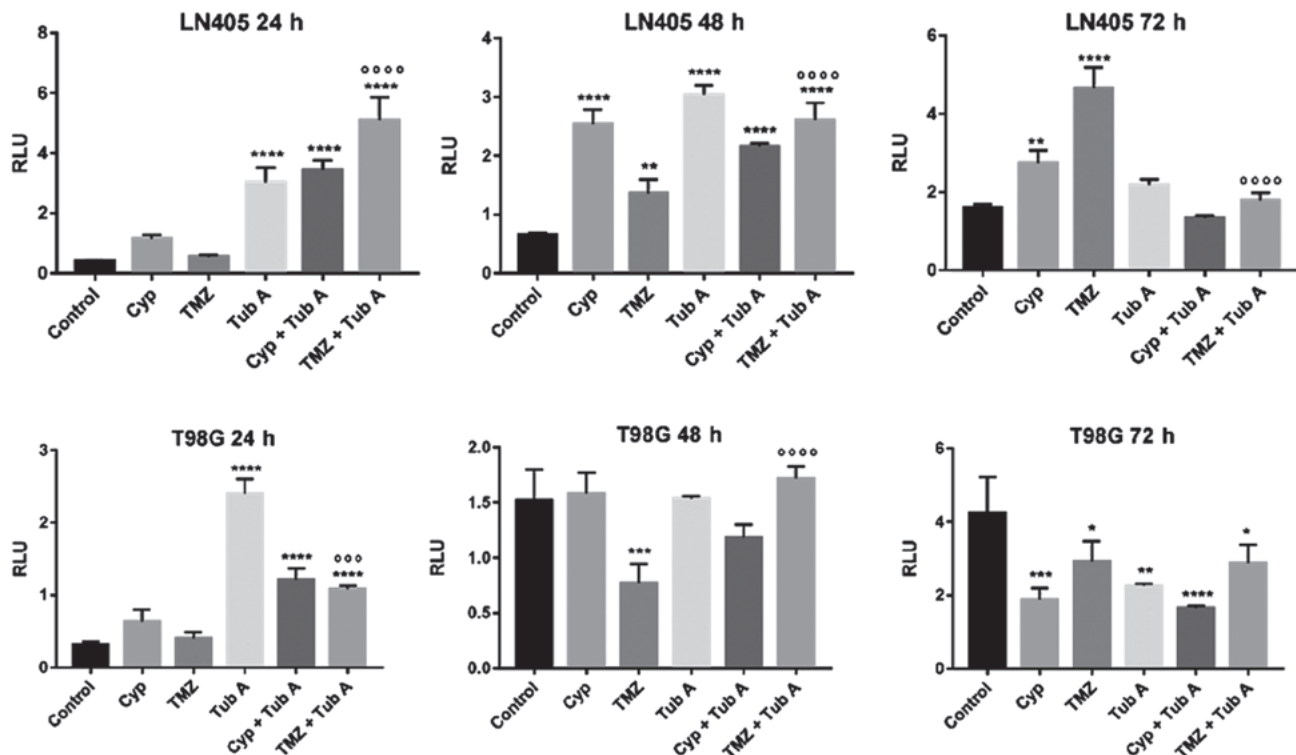 LN405 24 h
RLU
8
6
4
2
0
****
****
°°°°
****
Control
Cyp
TMZ
Tub A
Cyp + Tub A
TMZ + Tub A
LN405 48 h
RLU
4
3
2
1
0
****
**
****
****
°°°°
****
Control
Cyp
TMZ
Tub A
Cyp + Tub A
TMZ + Tub A
LN405 72 h
RLU
6
4
2
0
**
****
°°°°
Control
Cyp
TMZ
Tub A
Cyp + Tub A
TMZ + Tub A
T98G 24 h
RLU
3
2
1
0
****
****
°°°
****
Control
Cyp
TMZ
Tub A
Cyp + Tub A
TMZ + Tub A
T98G 48 h
RLU
2.0
1.5
1.0
0.5
0.0
***
°°°°
Control
Cyp
TMZ
Tub A
Cyp + Tub A
TMZ + Tub A
T98G 72 h
RLU
6
4
2
0
***
*
**
****
*
Control
Cyp
TMZ
Tub A
Cyp + Tub A
TMZ + Tub A